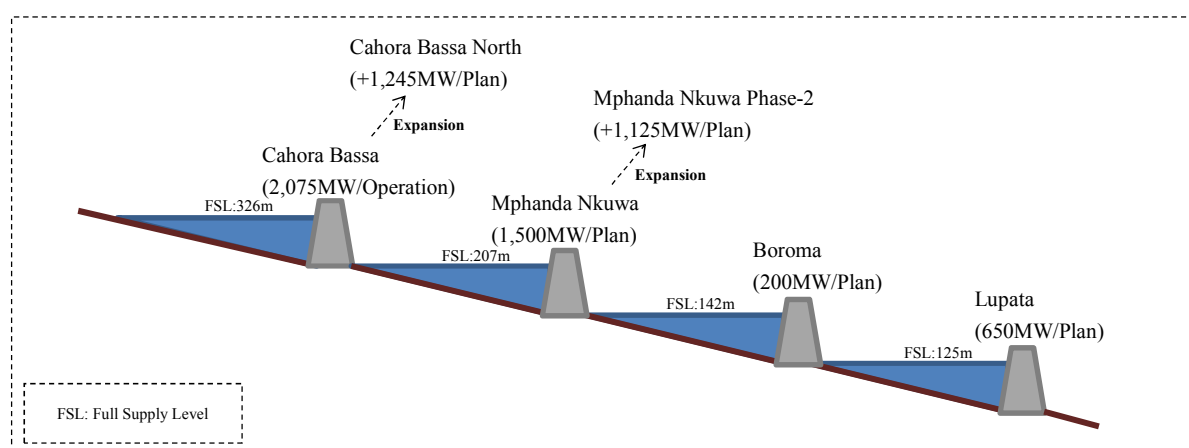 Cahora Bassa North
(+1,245MW/Plan)
Expansion
Mphanda Nkuwa Phase-2
(+1,125MW/Plan)
Expansion
Cahora Bassa
(2,075MW/Operation)
FSL:326m
Mphanda Nkuwa
(1,500MW/Plan)
FSL:207m
Boroma
(200MW/Plan)
FSL:142m
Lupata
(650MW/Plan)
FSL:125m
FSL: Full Supply Level